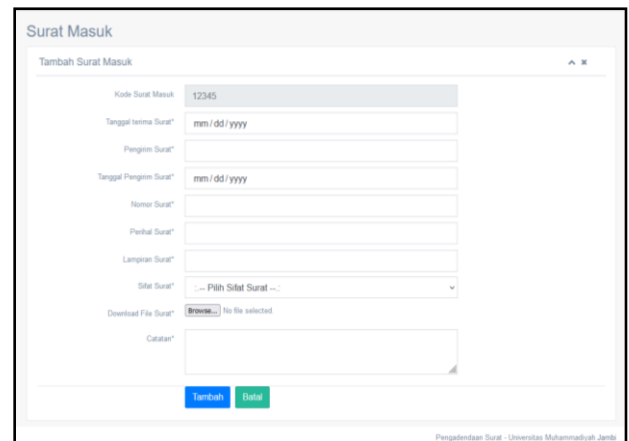 Surat Masuk
Tambah Surat Masuk
Kode Surat Masuk 12345
Tanggal terima Surat* mm/dd/yyyy
Pengirim Surat*
Tanggal Pengirim Surat* mm/dd/yyyy
Nomor Surat*
Perihal Surat*
Lampiran Surat*
Sifat Surat* :.-- Pilih Sifat Surat --.:
Download File Surat* Browse... No file selected.
Catatan*
Tambah Batal
Pengadendaan Surat - Universitas Muhammadiyah Jambi